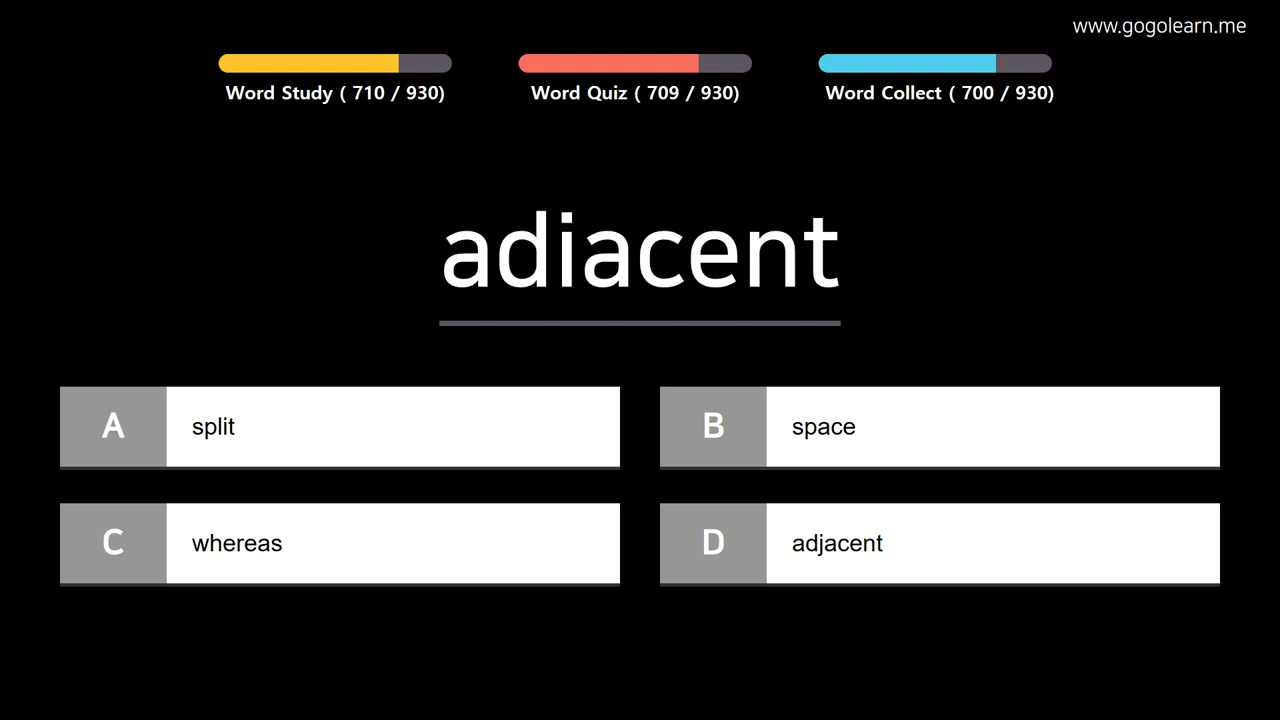 www.gogolearn.me
Word Study ( 710 / 930)
Word Quiz ( 709 / 930)
Word Collect ( 700 / 930)
adiacent
A split
B space
C whereas
D adjacent